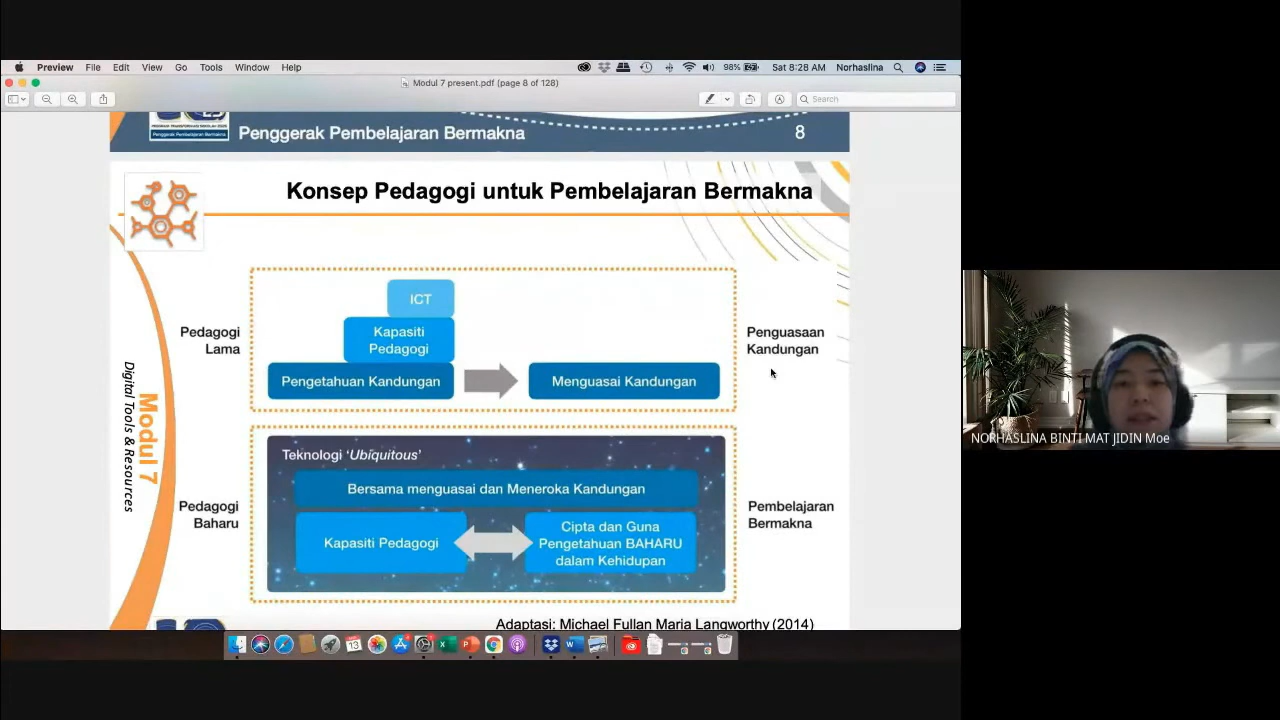 Preview File Edit View Go Tools Window Help
98% Sat 8:28 AM Norhaslina
Modul 7 present.pdf (page 8 of 128)
Search
Penggerak Pembelajaran Bermakna
Penggerak Pembelajaran Bermakna 8
Konsep Pedagogi untuk Pembelajaran Bermakna
Modul 7
Digital Tools & Resources
Pedagogi
Lama
ICT
Kapasiti
Pedagogi
Pengetahuan Kandungan
Menguasai Kandungan
Penguasaan
Kandungan
Pedagogi
Baharu
Teknologi ‘Ubiquitous’
Bersama menguasai dan Meneroka Kandungan
Kapasiti Pedagogi
Cipta dan Guna
Pengetahuan BAHARU
dalam Kehidupan
Pembelajaran
Bermakna
Adaptasi: Michael Fullan Maria Langworthy (2014)
13
NORHASLINA BINTI MAT JIDIN Moe